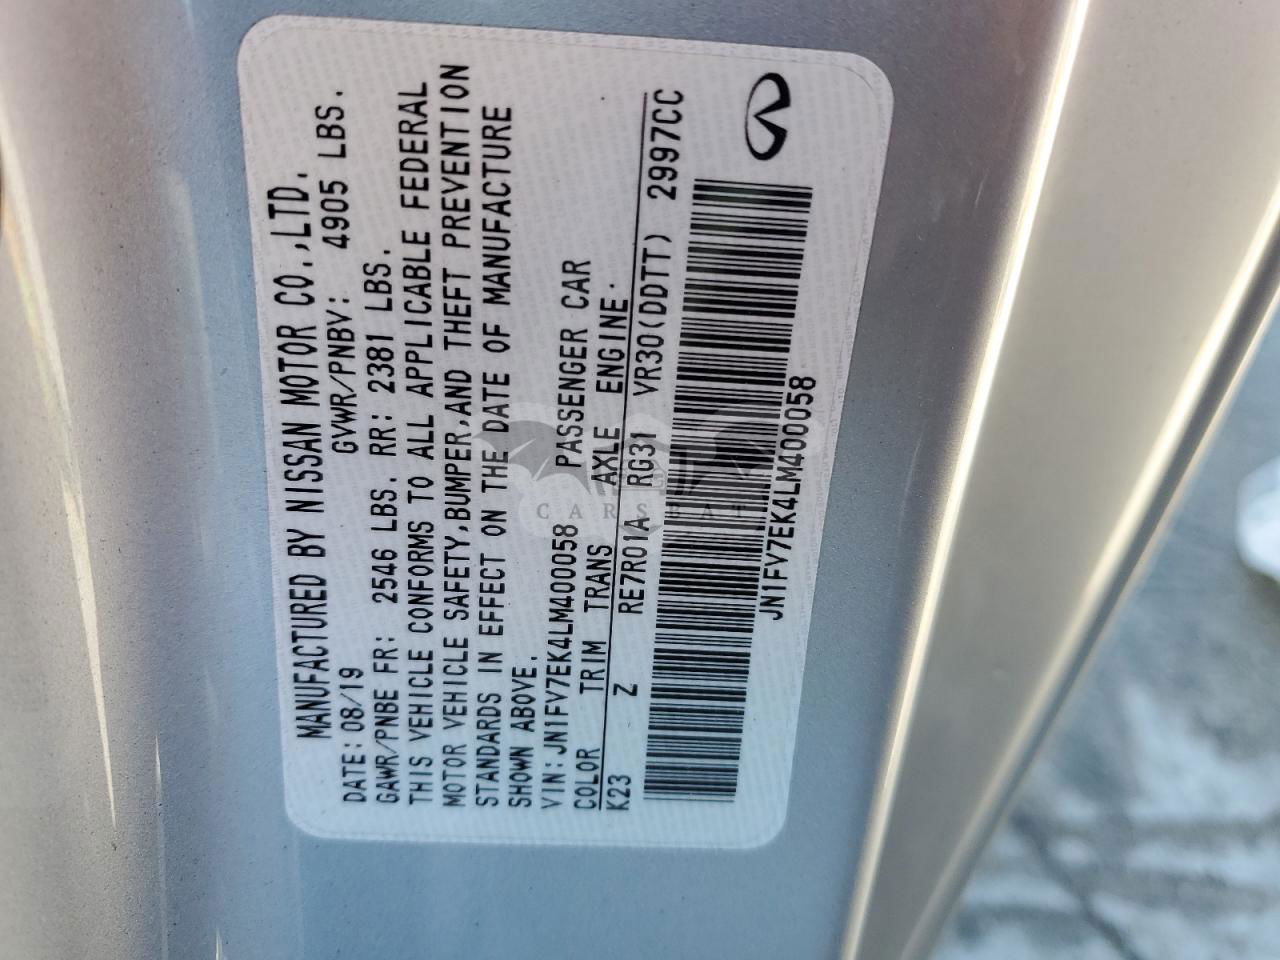 MANUFACTURED BY NISSAN MOTOR CO.,LTD.
DATE:08/19 GVWR/PNBV: 4905 LBS.
GAWR/PNBE FR: 2546 LBS. RR: 2381 LBS.
THIS VEHICLE CONFORMS TO ALL APPLICABLE FEDERAL
MOTOR VEHICLE SAFETY,BUMPER,AND THEFT PREVENTION
STANDARDS IN EFFECT ON THE DATE OF MANUFACTURE
SHOWN ABOVE.
VIN:JN1FV7EK4LM400058 PASSENGER CAR
COLOR TRIM TRANS AXLE ENGINE
K23 Z RE7R01A RG31 VR30(DDTT) 2997CC
JN1FV7EK4LM400058
CARSBAT